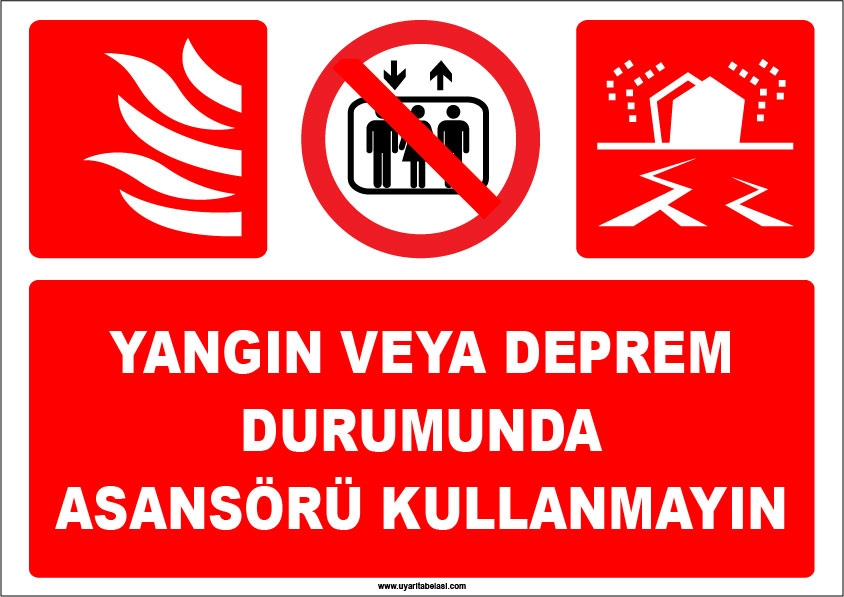 YANGIN VEYA DEPREM
DURUMUNDA
ASANSÖRÜ KULLANMAYIN
www.uyaritabelasi.com